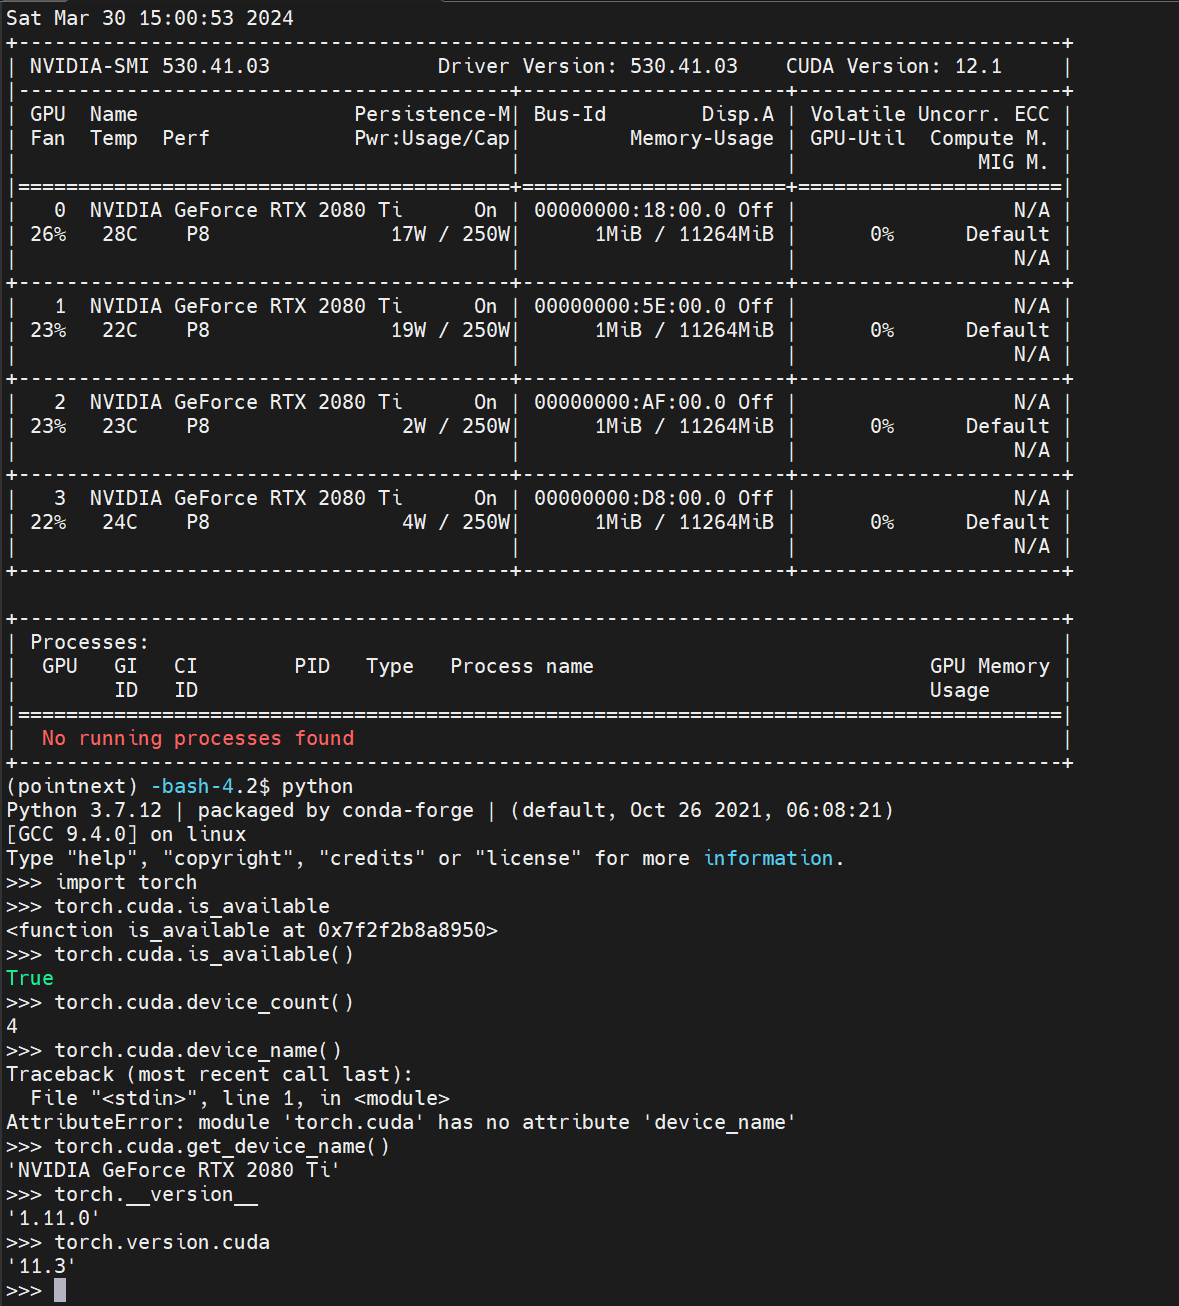 Sat Mar 30 15:00:53 2024
+---------------------------------------------------------------------------------------+
| NVIDIA-SMI 530.41.03              Driver Version: 530.41.03    CUDA Version: 12.1     |
|-----------------------------------------+----------------------+----------------------+
| GPU  Name                  Persistence-M| Bus-Id        Disp.A | Volatile Uncorr. ECC |
| Fan  Temp  Perf            Pwr:Usage/Cap|         Memory-Usage | GPU-Util  Compute M. |
|                                         |                      |               MIG M. |
|=========================================+======================+======================|
|   0  NVIDIA GeForce RTX 2080 Ti      On | 00000000:18:00.0 Off |                  N/A |
| 26%   28C    P8               17W / 250W|      1MiB / 11264MiB |      0%      Default |
|                                         |                      |                  N/A |
+-----------------------------------------+----------------------+----------------------+
|   1  NVIDIA GeForce RTX 2080 Ti      On | 00000000:5E:00.0 Off |                  N/A |
| 23%   22C    P8               19W / 250W|      1MiB / 11264MiB |      0%      Default |
|                                         |                      |                  N/A |
+-----------------------------------------+----------------------+----------------------+
|   2  NVIDIA GeForce RTX 2080 Ti      On | 00000000:AF:00.0 Off |                  N/A |
| 23%   23C    P8                2W / 250W|      1MiB / 11264MiB |      0%      Default |
|                                         |                      |                  N/A |
+-----------------------------------------+----------------------+----------------------+
|   3  NVIDIA GeForce RTX 2080 Ti      On | 00000000:D8:00.0 Off |                  N/A |
| 22%   24C    P8                4W / 250W|      1MiB / 11264MiB |      0%      Default |
|                                         |                      |                  N/A |
+-----------------------------------------+----------------------+----------------------+

+---------------------------------------------------------------------------------------+
| Processes:                                                                            |
|  GPU   GI   CI        PID   Type   Process name                            GPU Memory |
|        ID   ID                                                             Usage      |
|=======================================================================================|
|  No running processes found                                                           |
+---------------------------------------------------------------------------------------+
(pointnext) -bash-4.2$ python
Python 3.7.12 | packaged by conda-forge | (default, Oct 26 2021, 06:08:21)
[GCC 9.4.0] on linux
Type "help", "copyright", "credits" or "license" for more information.
>>> import torch
>>> torch.cuda.is_available
<function is_available at 0x7f2f2b8a8950>
>>> torch.cuda.is_available()
True
>>> torch.cuda.device_count()
4
>>> torch.cuda.device_name()
Traceback (most recent call last):
  File "<stdin>", line 1, in <module>
AttributeError: module 'torch.cuda' has no attribute 'device_name'
>>> torch.cuda.get_device_name()
'NVIDIA GeForce RTX 2080 Ti'
>>> torch.__version__
'1.11.0'
>>> torch.version.cuda
'11.3'
>>>